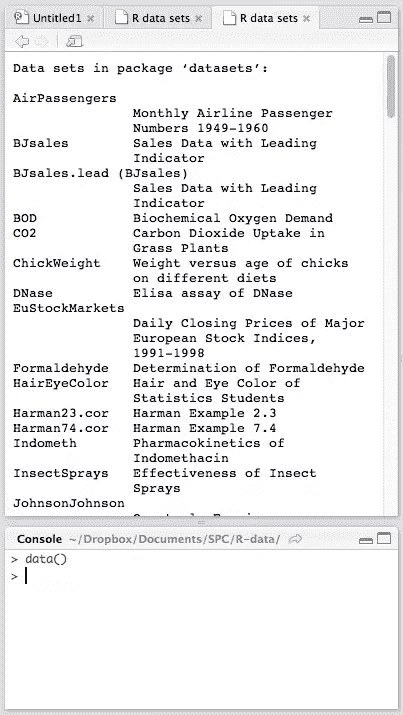 Untitled1 × R data sets × R data sets ×
Data sets in package ‘datasets’:
AirPassengers
Monthly Airline Passenger
Numbers 1949-1960
BJsales Sales Data with Leading
Indicator
BJsales.lead (BJsales)
Sales Data with Leading
Indicator
BOD Biochemical Oxygen Demand
CO2 Carbon Dioxide Uptake in
Grass Plants
ChickWeight Weight versus age of chicks
on different diets
DNase Elisa assay of DNase
EuStockMarkets
Daily Closing Prices of Major
European Stock Indices,
1991-1998
Formaldehyde Determination of Formaldehyde
HairEyeColor Hair and Eye Color of
Statistics Students
Harman23.cor Harman Example 2.3
Harman74.cor Harman Example 7.4
Indometh Pharmacokinetics of
Indomethacin
InsectSprays Effectiveness of Insect
Sprays
JohnsonJohnson
Console ~/Dropbox/Documents/SPC/R-data/
> data()
>